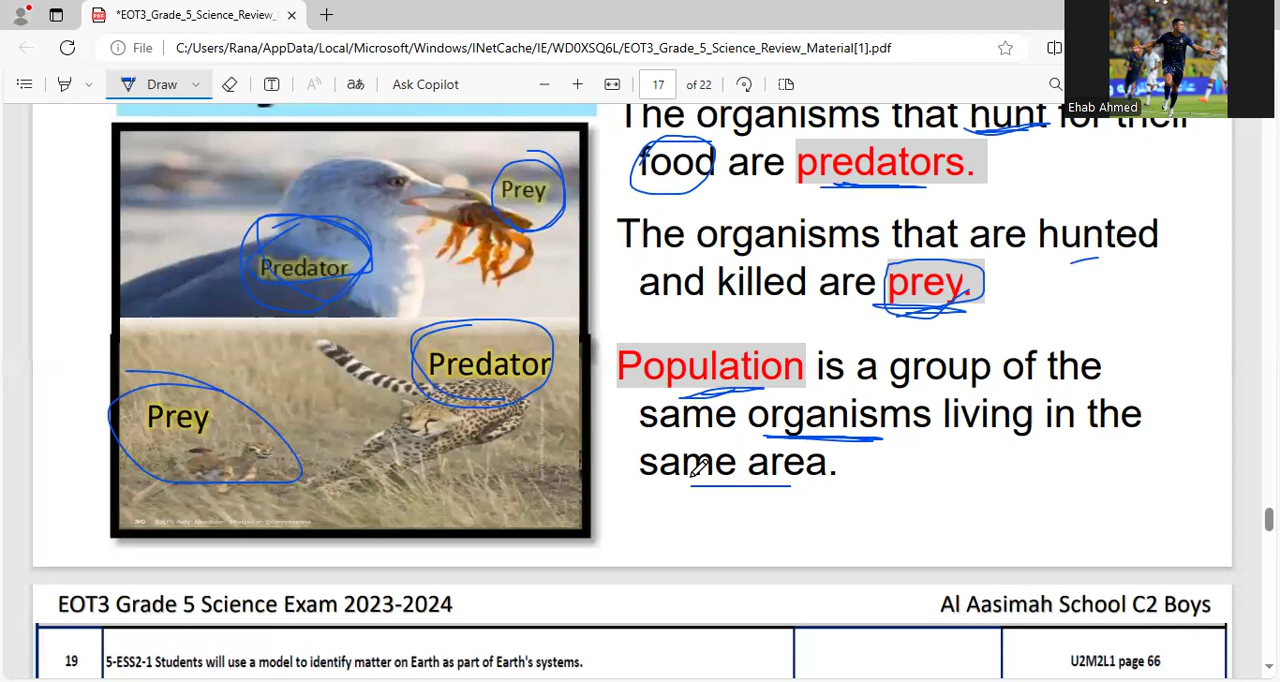 *EOT3_Grade_5_Science_Review_
File
C:/Users/Rana/AppData/Local/Microsoft/Windows/INetCache/IE/WD0XSQ6L/EOT3_Grade_5_Science_Review_Material[1].pdf
Draw
aあ
Ask Copilot
17
of 22
Ehab Ahmed
The organisms that hunt for their
food are predators.
The organisms that are hunted
and killed are prey.
Population is a group of the
same organisms living in the
same area.
Prey
Predator
Predator
Prey
EOT3 Grade 5 Science Exam 2023-2024
Al Aasimah School C2 Boys
19
5-ESS2-1 Students will use a model to identify matter on Earth as part of Earth's systems.
U2M2L1 page 66